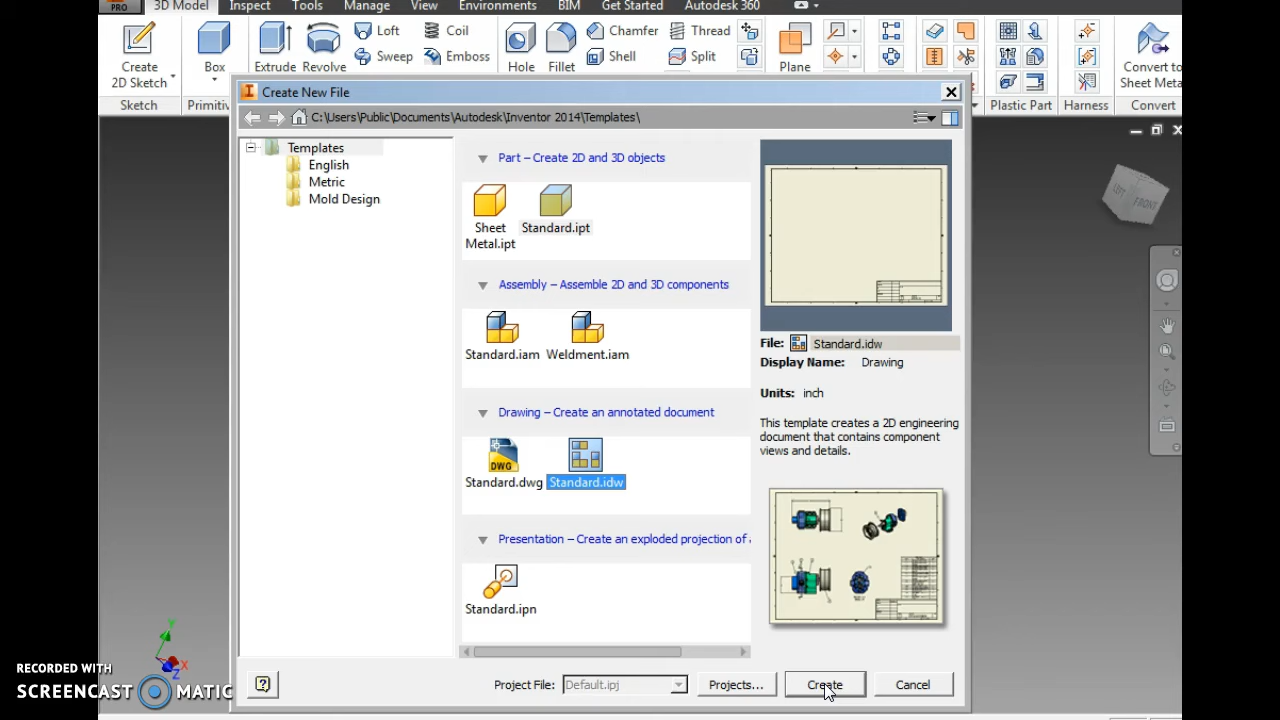 PRO
3D Model Inspect Tools Manage View Environments BIM Get Started Autodesk 360
Create
2D Sketch
Box
Extrude
Revolve
Loft
Sweep
Coil
Emboss
Hole
Fillet
Chamfer
Shell
Thread
Split
Plane
Convert to
Sheet Meta
Sketch
Primitiv
Plastic Part
Harness
Convert
Create New File
C:\Users\Public\Documents\Autodesk\Inventor 2014\Templates\
Templates
English
Metric
Mold Design
Part – Create 2D and 3D objects
Sheet
Metal.ipt
Standard.ipt
Assembly – Assemble 2D and 3D components
Standard.iam
Weldment.iam
Drawing – Create an annotated document
DWG
Standard.dwg
Standard.idw
Presentation – Create an exploded projection of a
Standard.ipn
File: Standard.idw
Display Name: Drawing
Units: inch
This template creates a 2D engineering
document that contains component
views and details.
LEFT
FRONT
Y
X
Z
Project File: Default.ipj
Projects...
Create
Cancel
RECORDED WITH
SCREENCAST MATIC